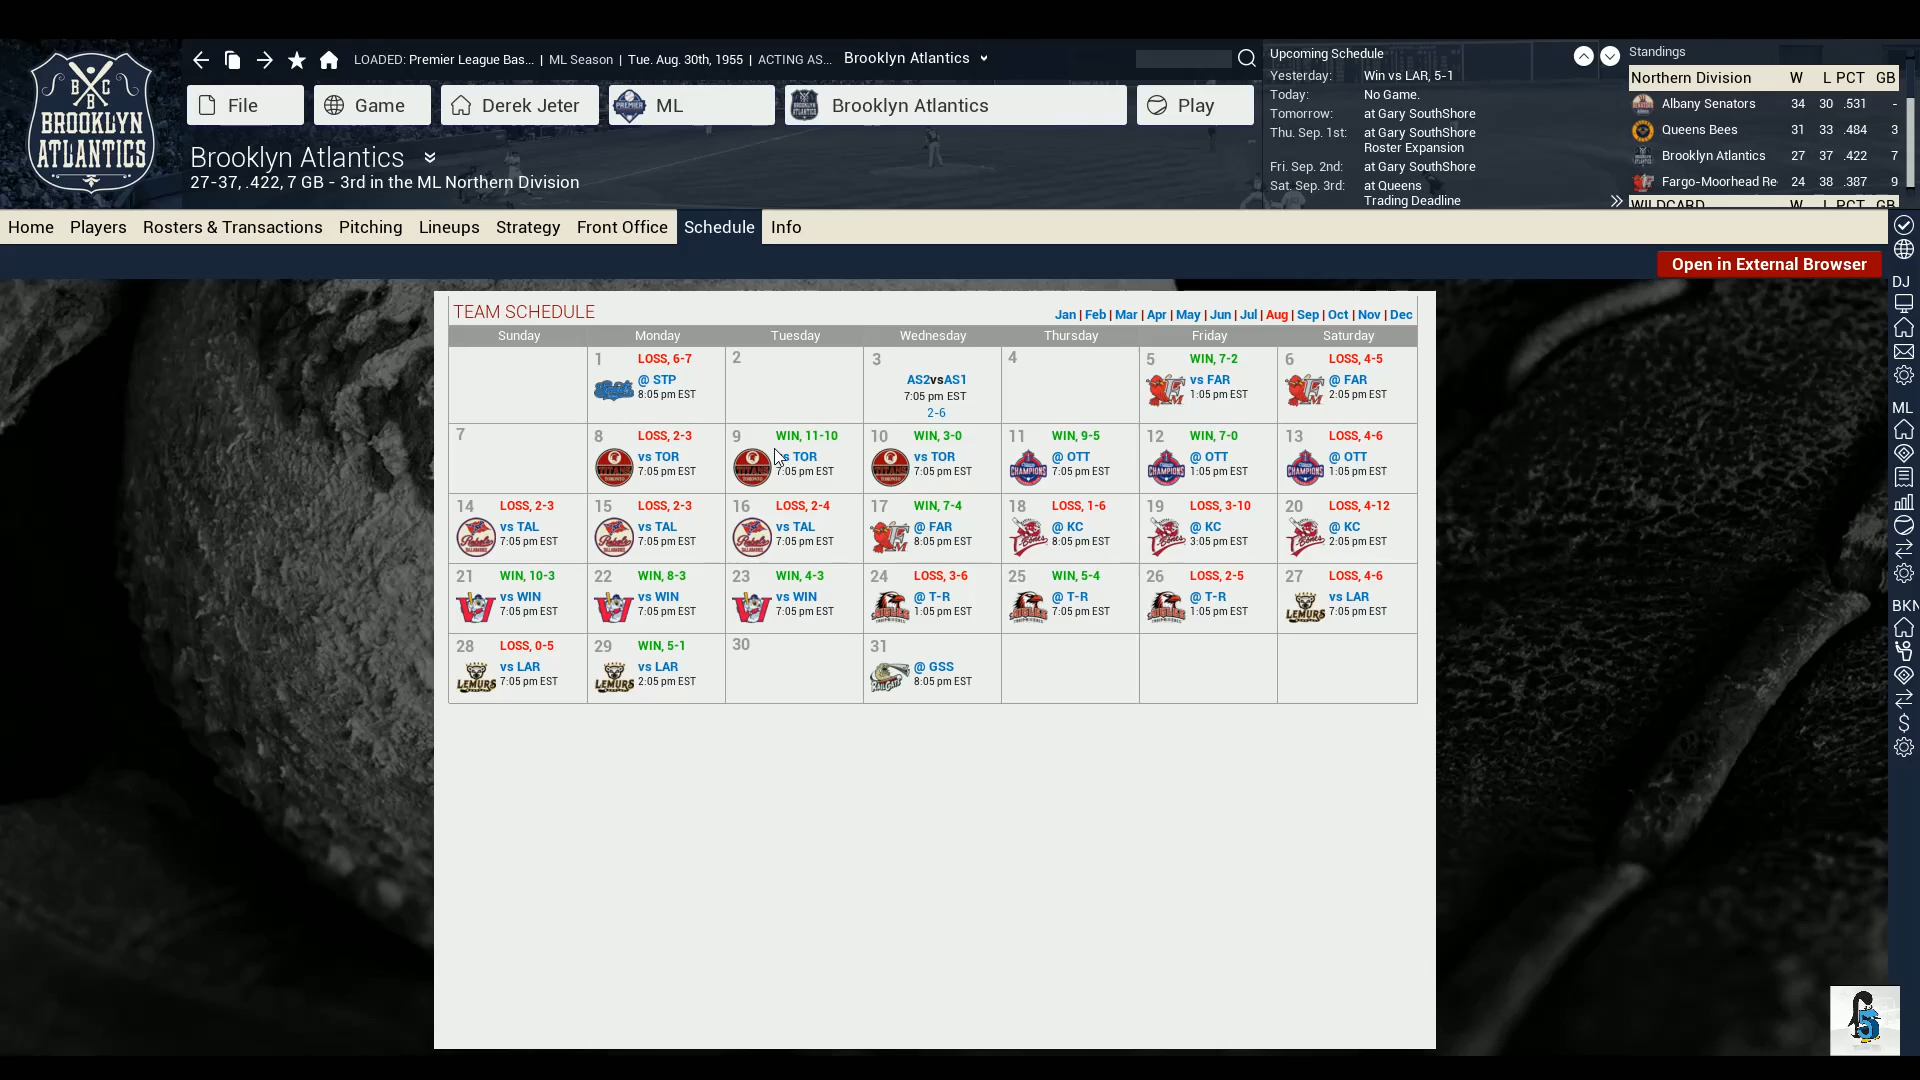 BROOKLYN
ATLANTICS
LOADED: Premier League Bas... | ML Season | Tue. Aug. 30th, 1955 | ACTING AS... Brooklyn Atlantics
File Game Derek Jeter ML Brooklyn Atlantics Play
Brooklyn Atlantics
27-37, .422, 7 GB - 3rd in the ML Northern Division
Upcoming Schedule
Yesterday: Win vs LAR, 5-1
Today: No Game.
Tomorrow: at Gary SouthShore
Thu. Sep. 1st: at Gary SouthShore
Roster Expansion
Fri. Sep. 2nd: at Gary SouthShore
Sat. Sep. 3rd: at Queens
Trading Deadline
Standings
Northern Division W L PCT GB
Albany Senators 34 30 .531 -
Queens Bees 31 33 .484 3
Brooklyn Atlantics 27 37 .422 7
Fargo-Moorhead Re 24 38 .387 9
WILDCARD W L PCT GB
Home Players Rosters & Transactions Pitching Lineups Strategy Front Office Schedule Info
Open in External Browser
DJ
ML
BKN
TEAM SCHEDULE
Jan | Feb | Mar | Apr | May | Jun | Jul | Aug | Sep | Oct | Nov | Dec
Sunday Monday Tuesday Wednesday Thursday Friday Saturday
1 LOSS, 6-7
@ STP
8:05 pm EST
2
3
AS2vsAS1
7:05 pm EST
2-6
4
5 WIN, 7-2
vs FAR
1:05 pm EST
6 LOSS, 4-5
@ FAR
2:05 pm EST
7
8 LOSS, 2-3
vs TOR
7:05 pm EST
9 WIN, 11-10
vs TOR
7:05 pm EST
10 WIN, 3-0
vs TOR
7:05 pm EST
11 WIN, 9-5
@ OTT
7:05 pm EST
12 WIN, 7-0
@ OTT
1:05 pm EST
13 LOSS, 4-6
@ OTT
1:05 pm EST
14 LOSS, 2-3
vs TAL
7:05 pm EST
15 LOSS, 2-3
vs TAL
7:05 pm EST
16 LOSS, 2-4
vs TAL
7:05 pm EST
17 WIN, 7-4
@ FAR
8:05 pm EST
18 LOSS, 1-6
@ KC
8:05 pm EST
19 LOSS, 3-10
@ KC
3:05 pm EST
20 LOSS, 4-12
@ KC
2:05 pm EST
21 WIN, 10-3
vs WIN
7:05 pm EST
22 WIN, 8-3
vs WIN
7:05 pm EST
23 WIN, 4-3
vs WIN
7:05 pm EST
24 LOSS, 3-6
@ T-R
1:05 pm EST
25 WIN, 5-4
@ T-R
7:05 pm EST
26 LOSS, 2-5
@ T-R
1:05 pm EST
27 LOSS, 4-6
vs LAR
7:05 pm EST
28 LOSS, 0-5
vs LAR
7:05 pm EST
29 WIN, 5-1
vs LAR
2:05 pm EST
30
31
@ GSS
8:05 pm EST